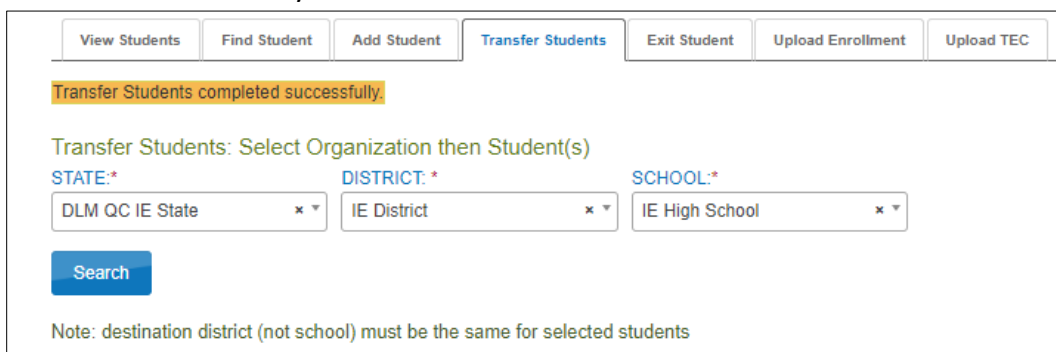 View Students Find Student Add Student Transfer Students Exit Student Upload Enrollment Upload TEC
Transfer Students completed successfully.
Transfer Students: Select Organization then Student(s)
STATE:* DISTRICT: * SCHOOL:*
DLM QC IE State × IE District × IE High School ×
Search
Note: destination district (not school) must be the same for selected students